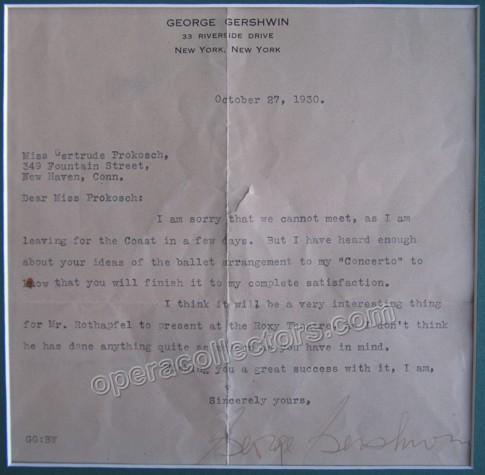 GEORGE GERSHWIN
33 RIVERSIDE DRIVE
NEW YORK, NEW YORK
October 27, 1930.
Miss Gertrude Prokosch,
349 Fountain Street,
New Haven, Conn.
Dear Miss Prokosch:
I am sorry that we cannot meet, as I am
leaving for the Coast in a few days. But I have heard enough
about your ideas of the ballet arrangement to my "Concerto" to
know that you will finish it to my complete satisfaction.
I think it will be a very interesting thing
for Mr. Rothapfel to present at the Roxy Theatre. I don't think
he has done anything quite as you have in mind.
you a great success with it, I am,
Sincerely yours,
George Gershwin
GG:BY
operacollectors.com